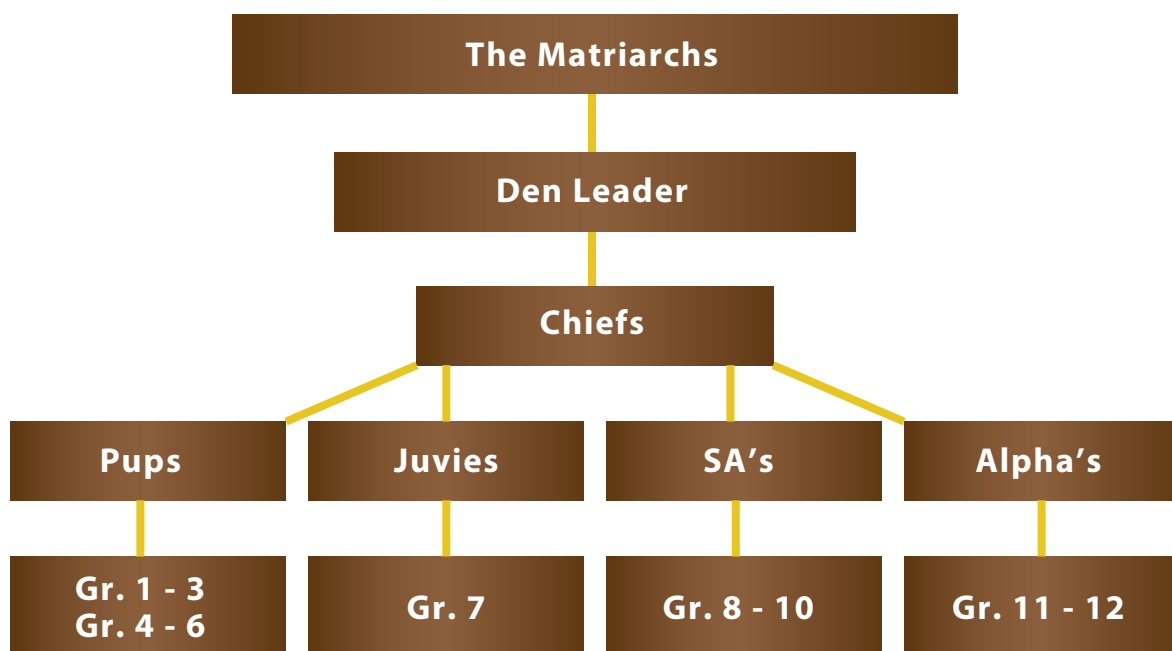 The Matriarchs
Den Leader
Chiefs
Pups
Juvies
SA’s
Alpha’s
Gr. 1 - 3
Gr. 4 - 6
Gr. 7
Gr. 8 - 10
Gr. 11 - 12